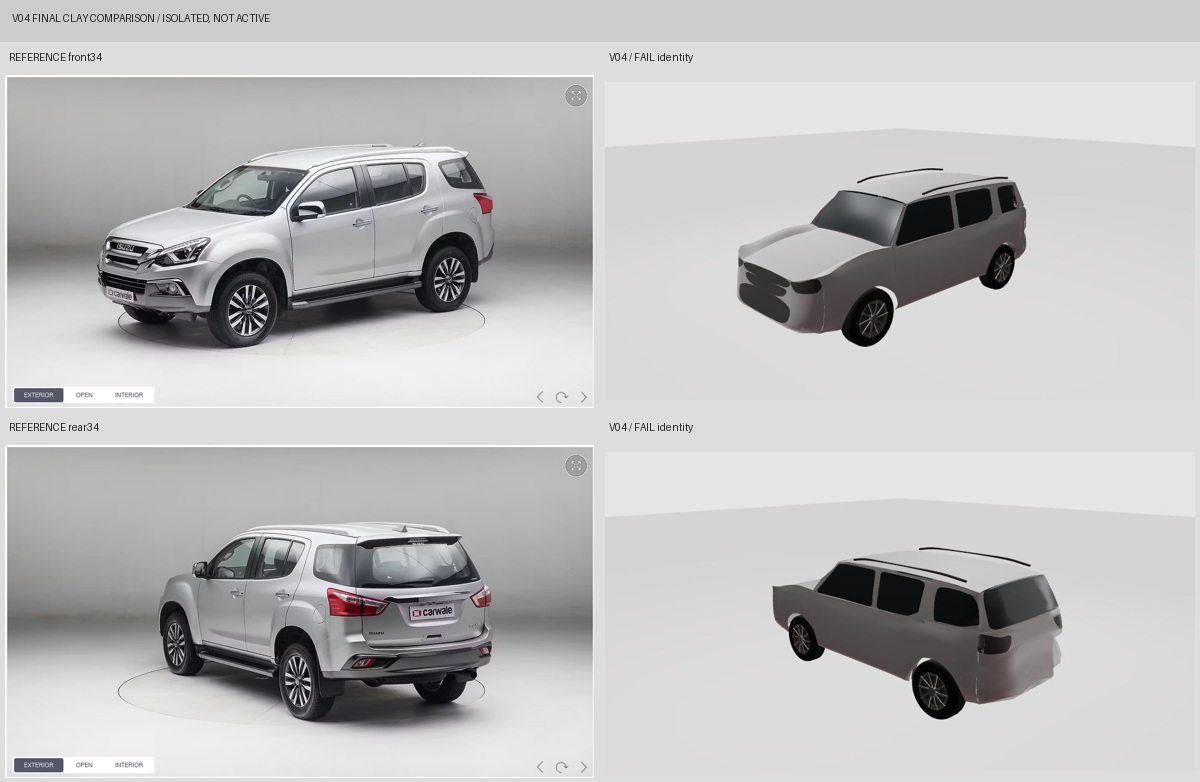 V04 FINAL CLAY COMPARISON / ISOLATED, NOT ACTIVE
REFERENCE front34
V04 / FAIL identity
ISUZU
carwale
EXTERIOR OPEN INTERIOR
REFERENCE rear34
V04 / FAIL identity
carwale
ISUZU
EXTERIOR OPEN INTERIOR